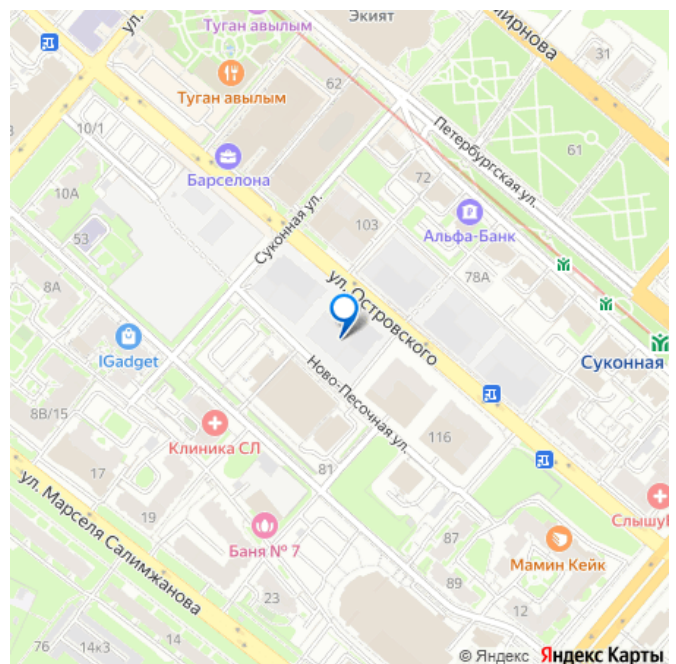 Экият
ул.
Туган авылым
мирнова
31
62
Туган авылым
10/1
Петербургская ул.
61
Барселона
72
10А
Суконная ул.
103
Альфа-Банк
53
78А
8А
ул. Островского
IGadget
Суконная
Ново-Песочная ул.
8В/15
Клиника СЛ
116
17
81
ул. Марселя Салимжанова
19
Слышу
Баня № 7
87
Мамин Кейк
89
23
12
76
14к3
14
© Яндекс Яндекс Карты